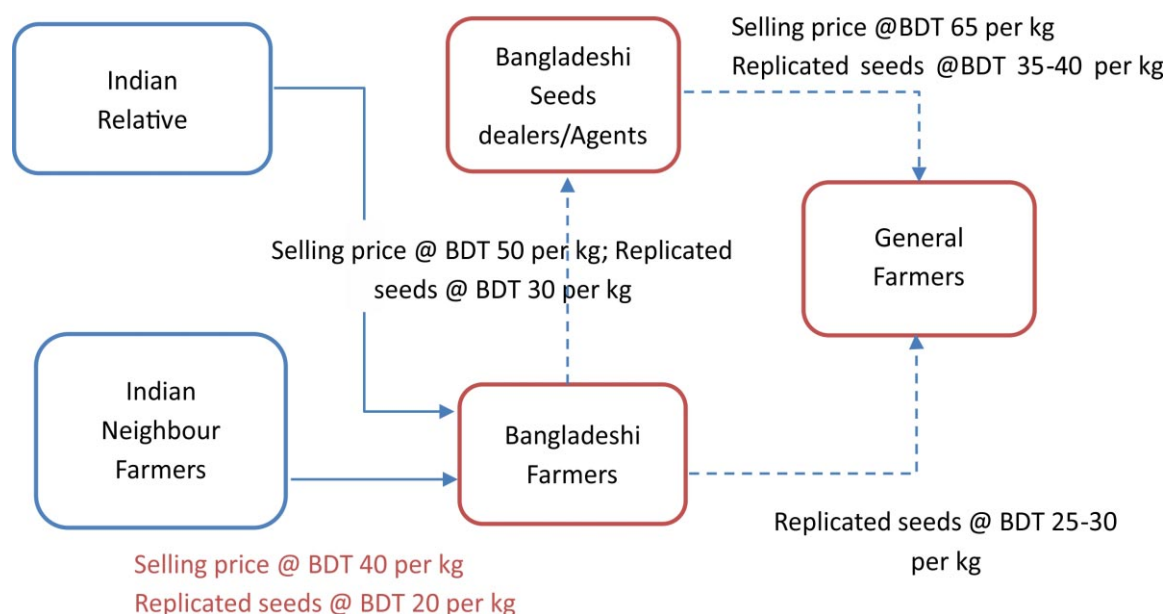 Indian
Relative
Bangladeshi
Seeds
dealers/Agents
Selling price @BDT 65 per kg
Replicated seeds @BDT 35-40 per kg
General
Farmers
Selling price @ BDT 50 per kg; Replicated
seeds @ BDT 30 per kg
Indian
Neighbour
Farmers
Bangladeshi
Farmers
Replicated seeds @ BDT 25-30
per kg
Selling price @ BDT 40 per kg
Replicated seeds @ BDT 20 per kg